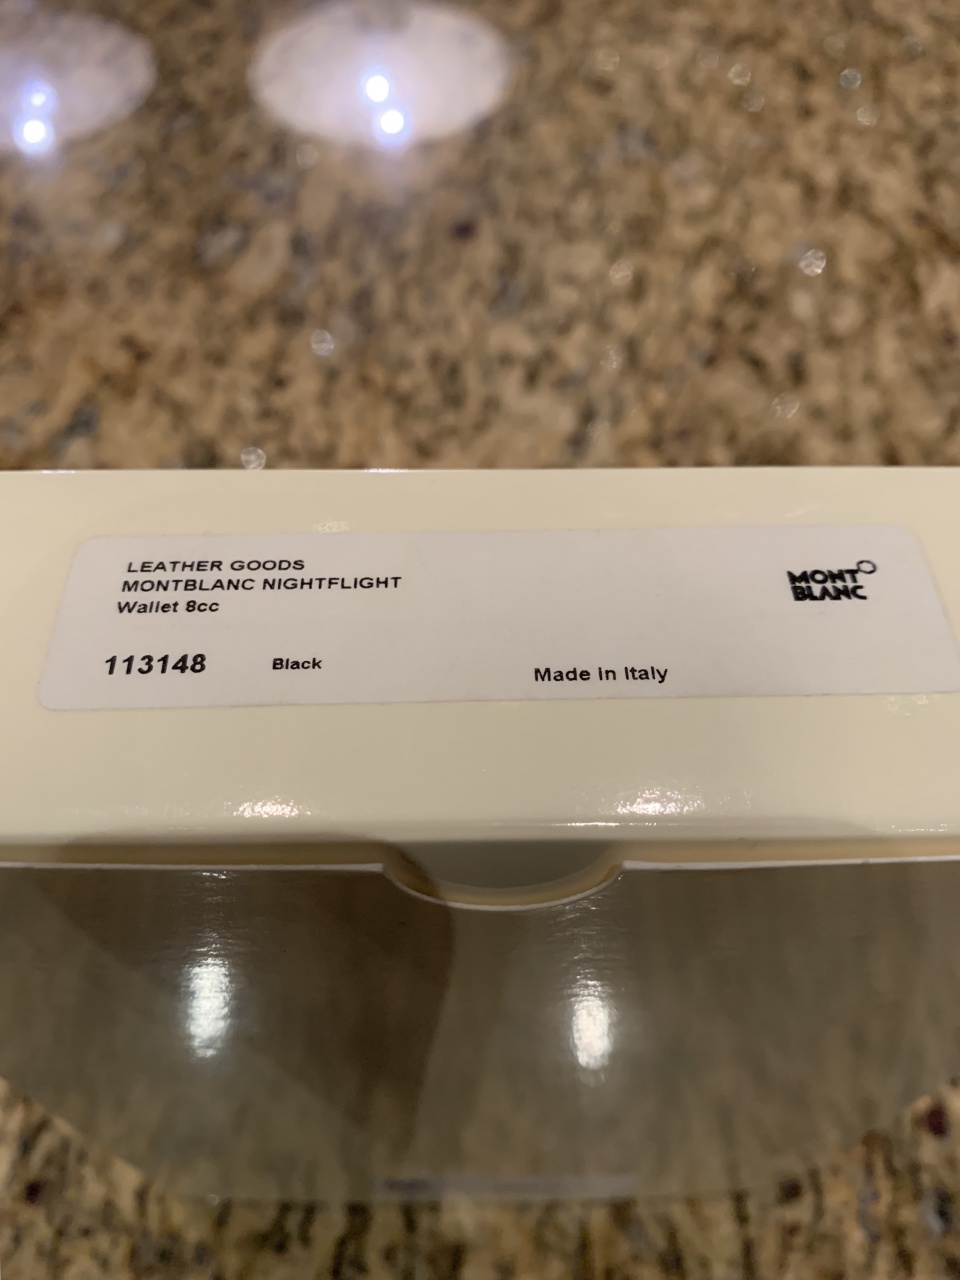 LEATHER GOODS
MONTBLANC NIGHTFLIGHT
Wallet 8cc
MONT
BLANC
113148 Black Made in Italy